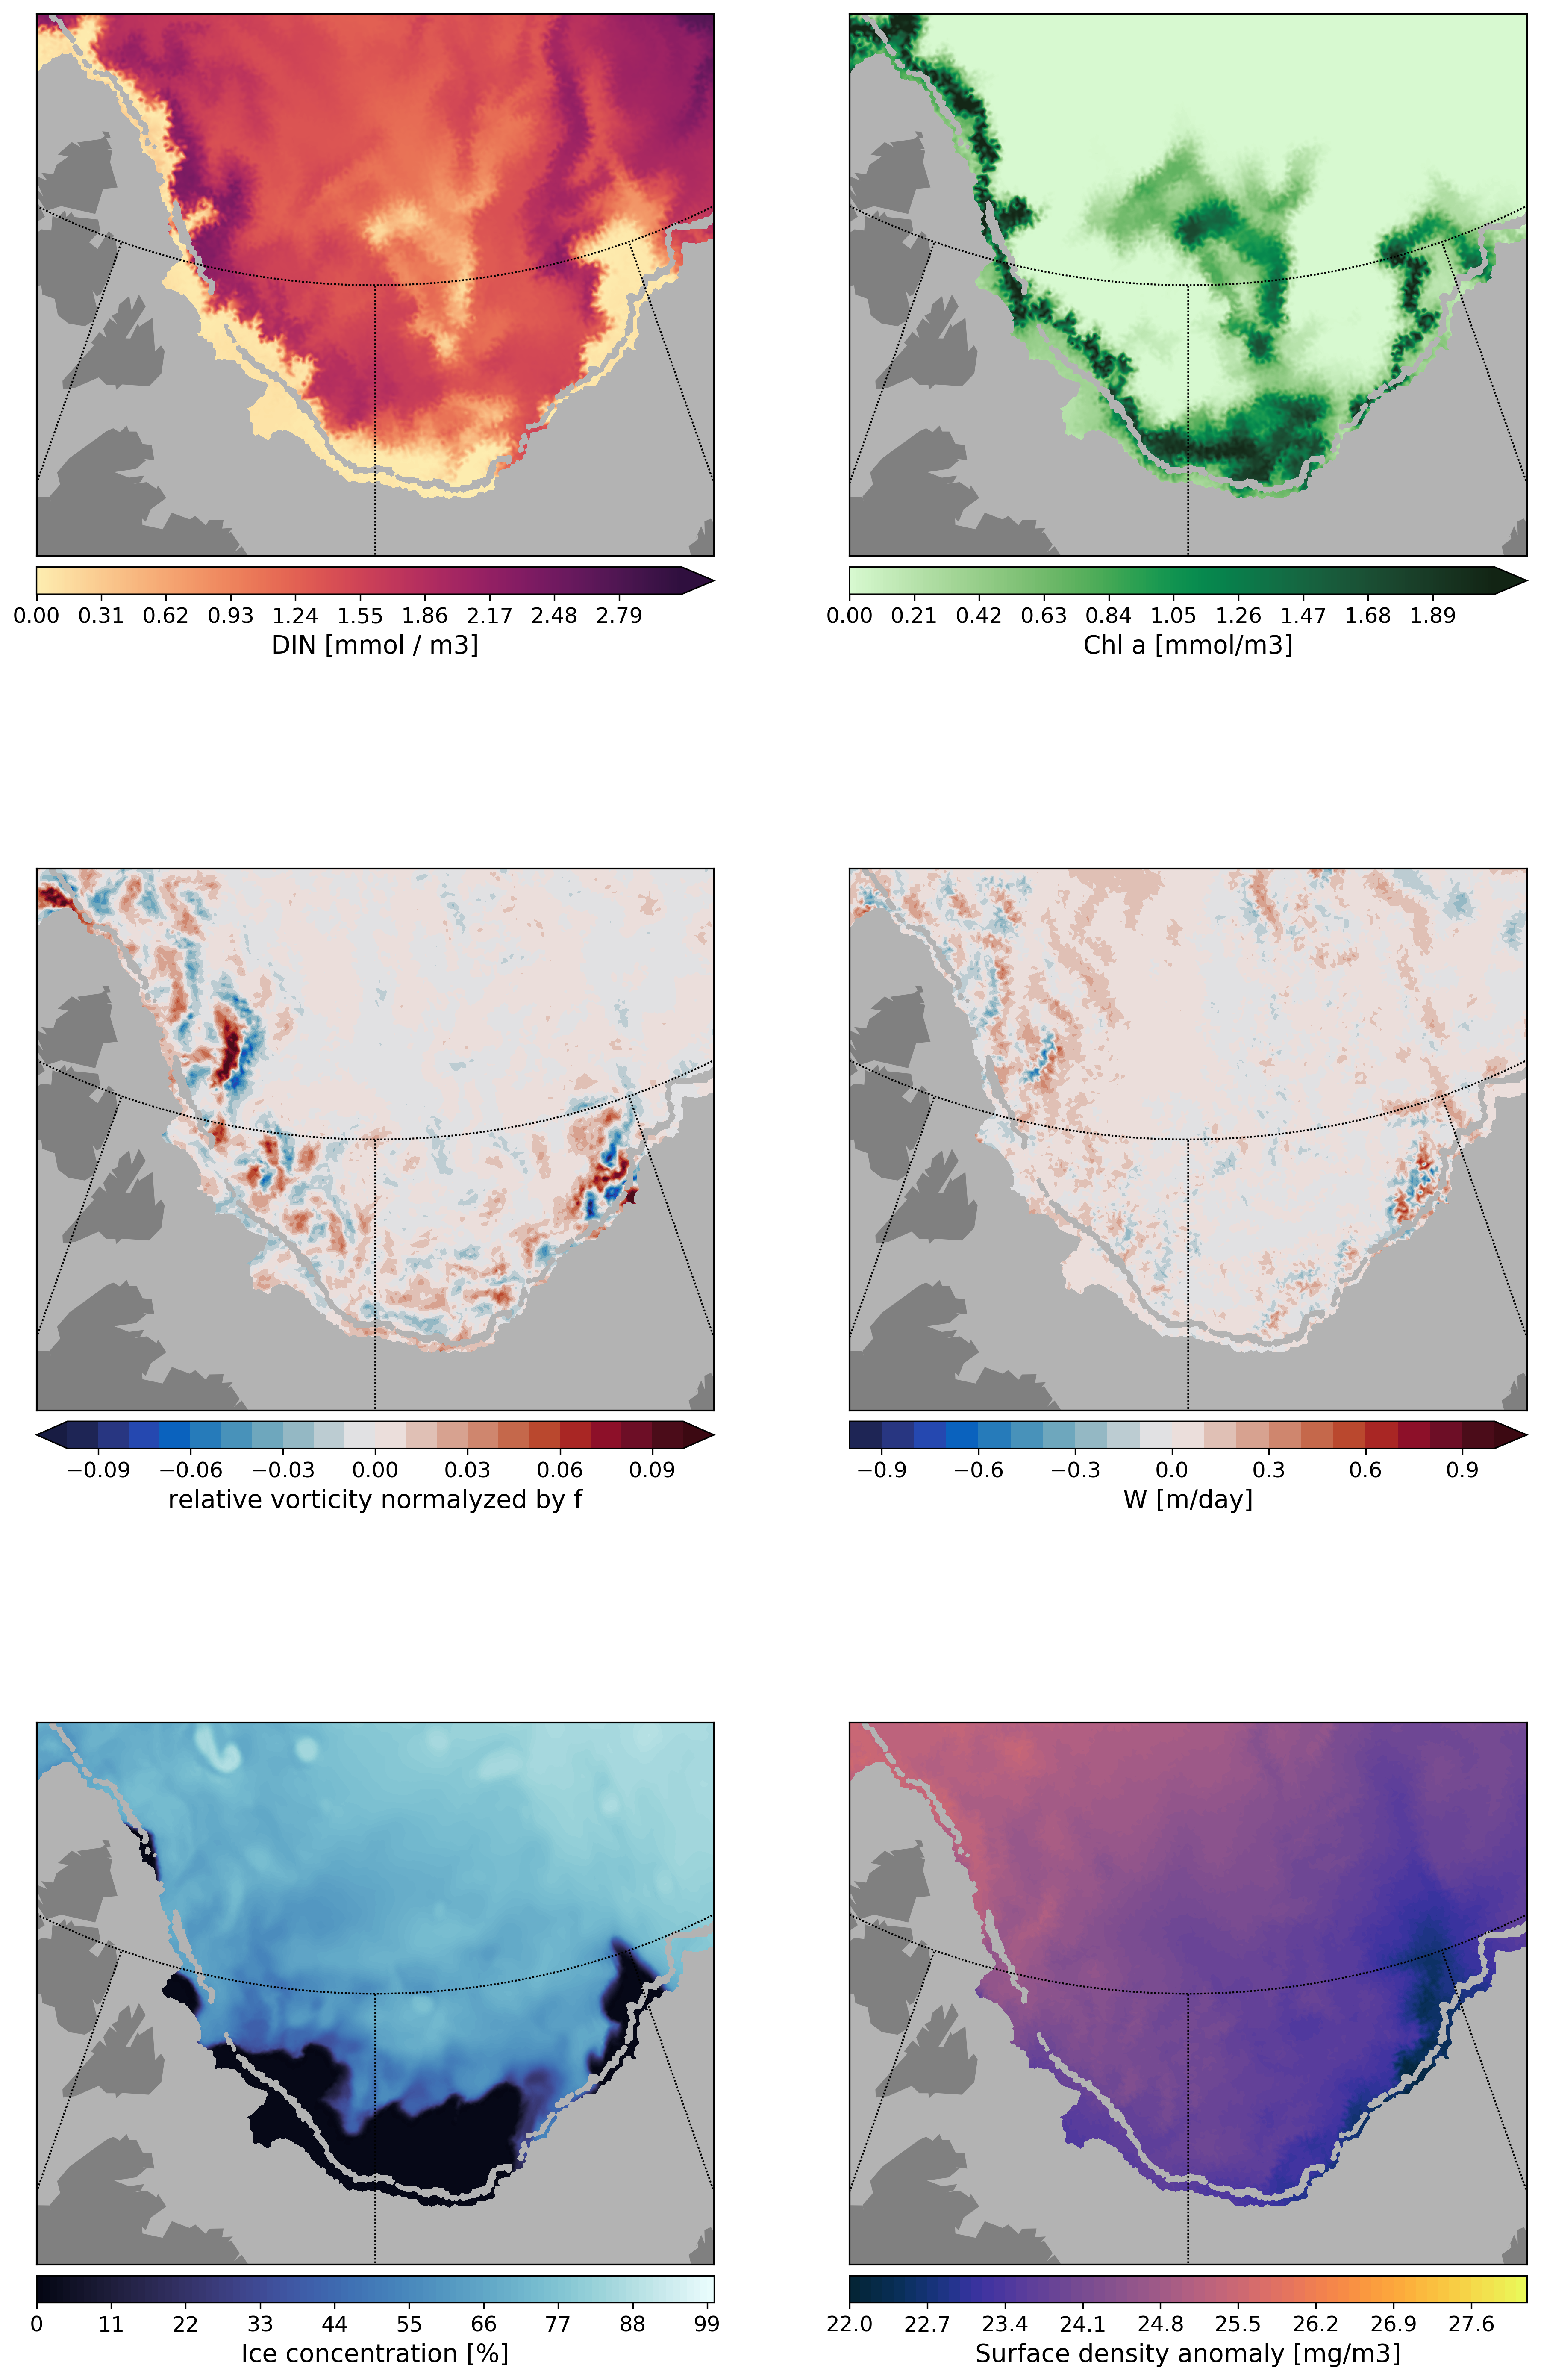 0.00 0.31 0.62 0.93 1.24 1.55 1.86 2.17 2.48 2.79
DIN [mmol / m3]
0.00 0.21 0.42 0.63 0.84 1.05 1.26 1.47 1.68 1.89
Chl a [mmol/m3]
−0.09 −0.06 −0.03 0.00 0.03 0.06 0.09
relative vorticity normalyzed by f
−0.9 −0.6 −0.3 0.0 0.3 0.6 0.9
W [m/day]
0 11 22 33 44 55 66 77 88 99
Ice concentration [%]
22.0 22.7 23.4 24.1 24.8 25.5 26.2 26.9 27.6
Surface density anomaly [mg/m3]